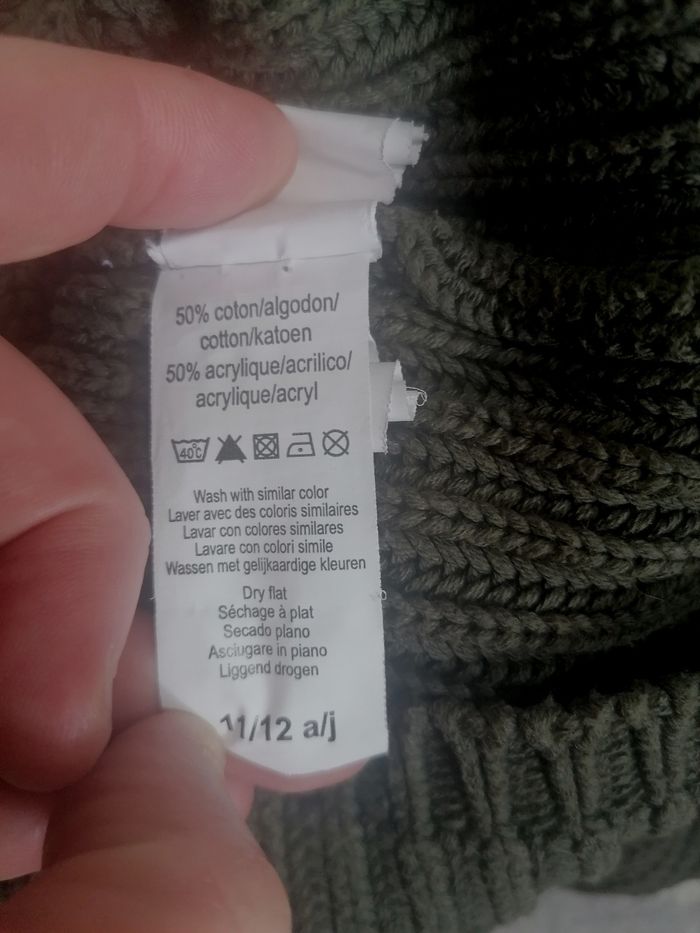 50% coton/algodon/
cotton/katoen
50% acrylique/acrilico/
acrylique/acryl
40°C
Wash with similar color
Laver avec des coloris similaires
Lavar con colores similares
Lavare con colori simile
Wassen met gelijkaardige kleuren
Dry flat
Séchage à plat
Secado plano
Asciugare in piano
Liggend drogen
11/12 a/j